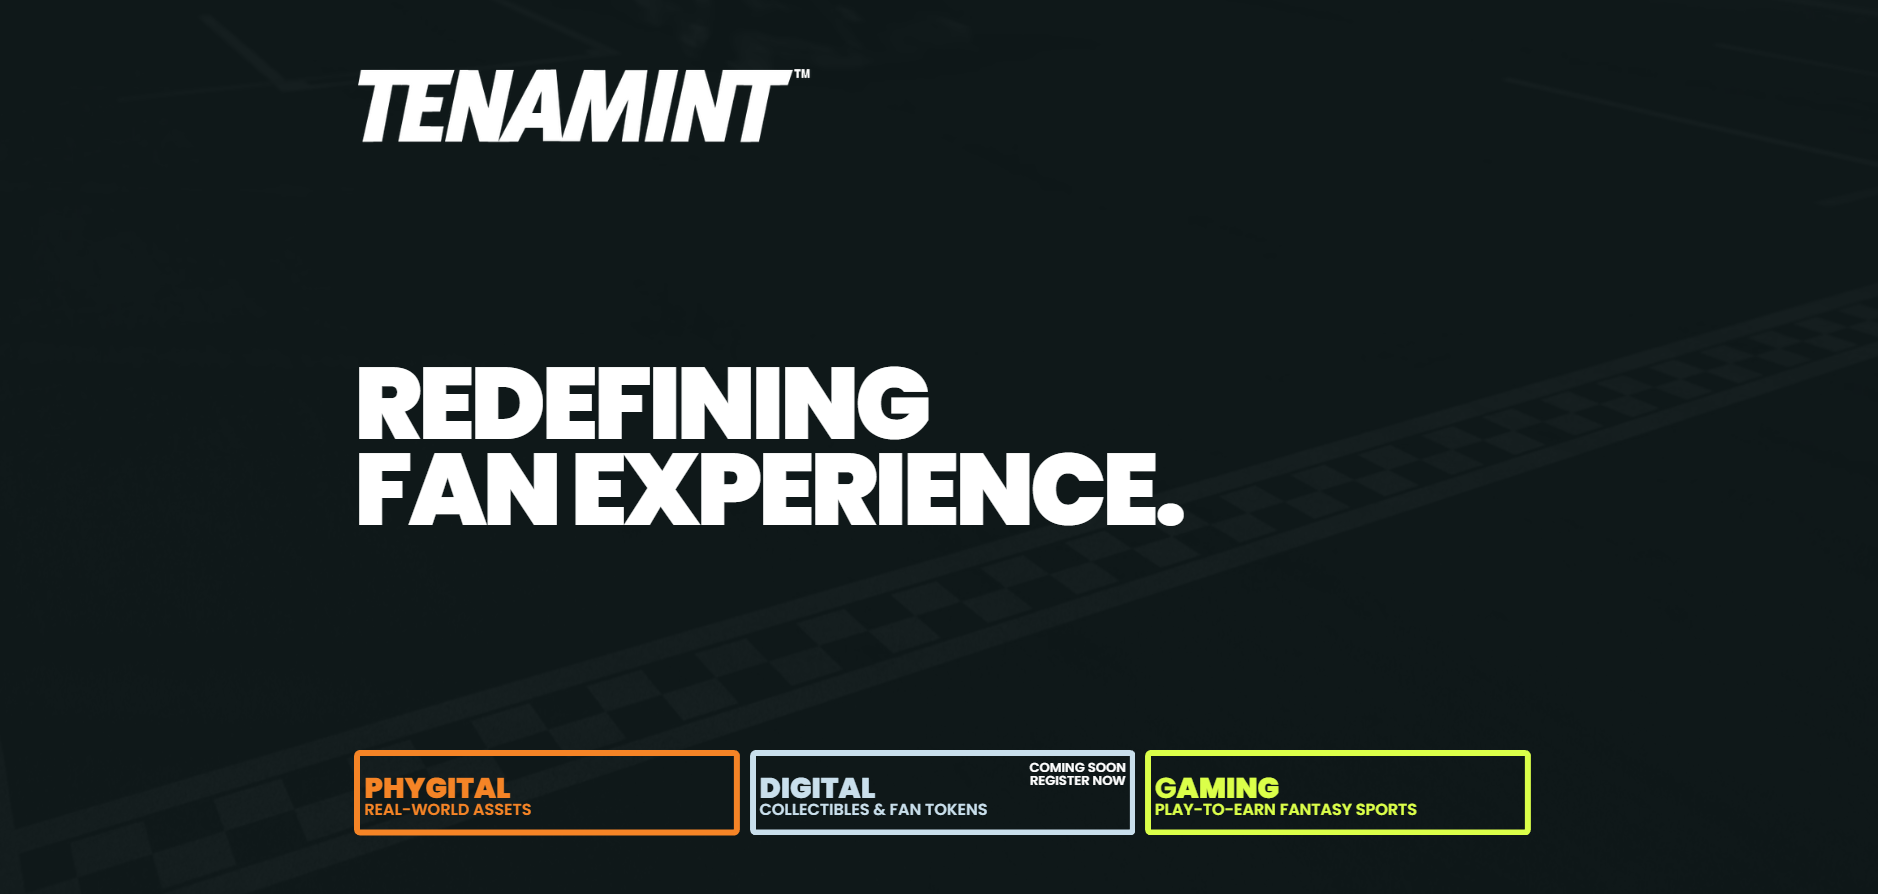 TENAMINT™
REDEFINING
FAN EXPERIENCE.
PHYGITAL
REAL-WORLD ASSETS
COMING SOON
REGISTER NOW
DIGITAL
COLLECTIBLES & FAN TOKENS
GAMING
PLAY-TO-EARN FANTASY SPORTS